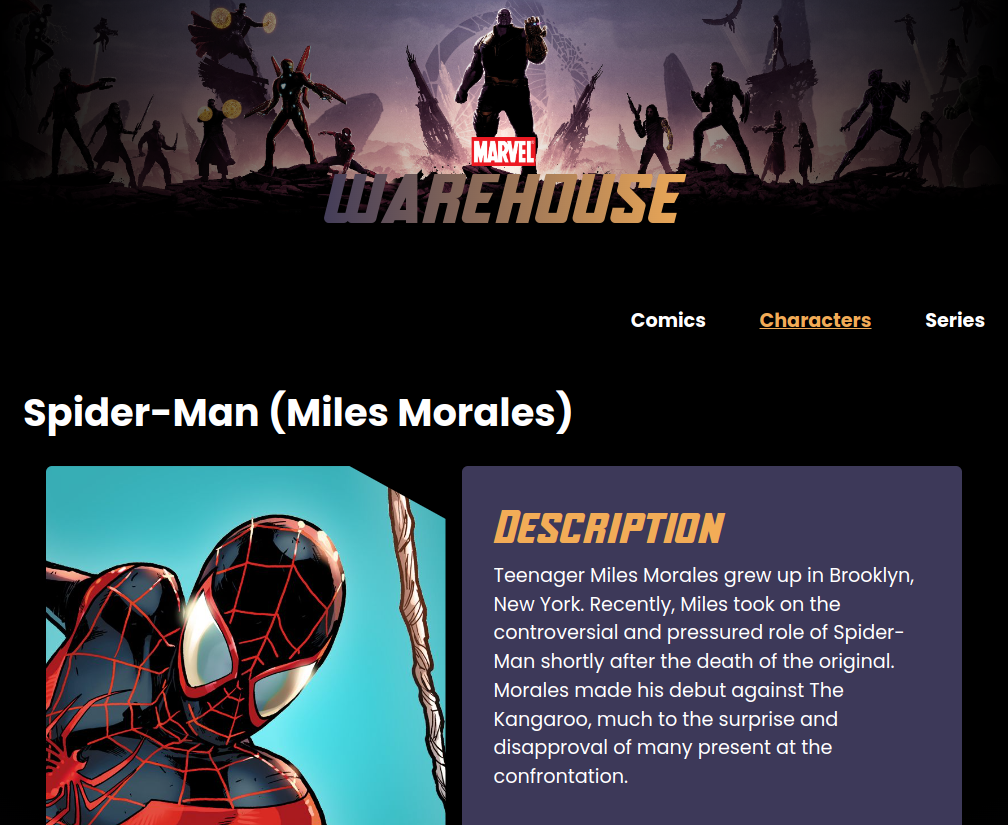 MARVEL
WAREHOUSE
Comics Characters Series
Spider-Man (Miles Morales)
DESCRIPTION
Teenager Miles Morales grew up in Brooklyn,
New York. Recently, Miles took on the
controversial and pressured role of Spider-
Man shortly after the death of the original.
Morales made his debut against The
Kangaroo, much to the surprise and
disapproval of many present at the
confrontation.